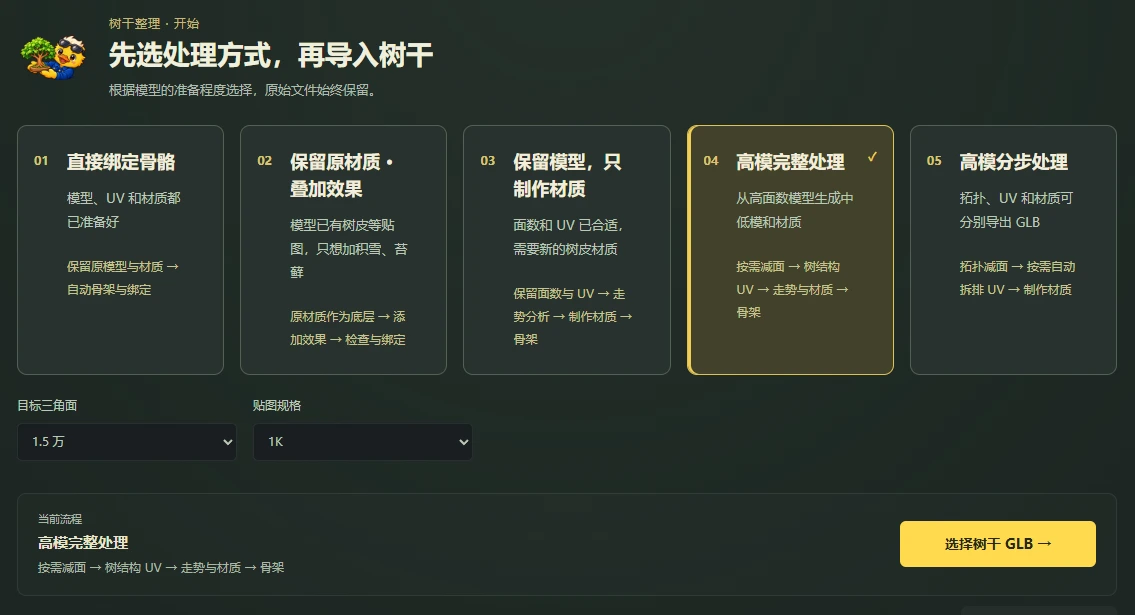 树干整理 · 开始
先选处理方式，再导入树干
根据模型的准备程度选择，原始文件始终保留。
01 直接绑定骨骼
模型、UV 和材质都
已准备好
保留原模型与材质 →
自动骨架与绑定
02 保留原材质 •
叠加效果
模型已有树皮等贴
图，只想加积雪、苔
藓
原材质作为底层 → 添
加效果 → 检查与绑定
03 保留模型，只
制作材质
面数和 UV 已合适，
需要新的树皮材质
保留面数与 UV → 走
势分析 → 制作材质 →
骨架
04 高模完整处理 ✓
从高面数模型生成中
低模和材质
按需减面 → 树结构
UV → 走势与材质 →
骨架
05 高模分步处理
拓扑、UV 和材质可
分别导出 GLB
拓扑减面 → 按需自动
拆排 UV → 制作材质
目标三角面
1.5 万
贴图规格
1K
当前流程
高模完整处理
按需减面 → 树结构 UV → 走势与材质 → 骨架
选择树干 GLB →